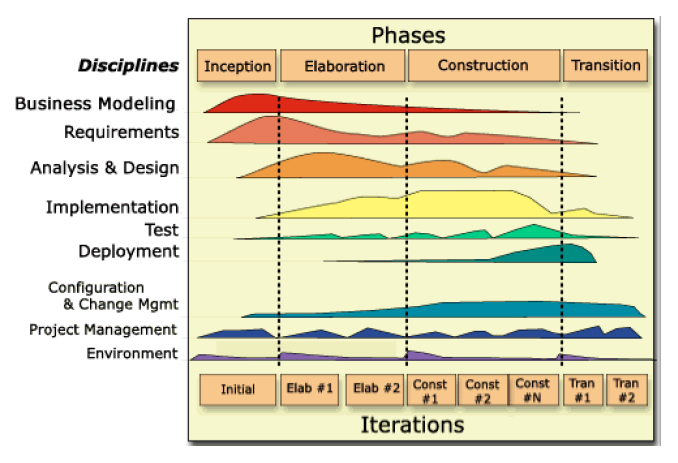 Phases
Disciplines
Inception
Elaboration
Construction
Transition
Business Modeling
Requirements
Analysis & Design
Implementation
Test
Deployment
Configuration
& Change Mgmt
Project Management
Environment
Initial
Elab #1
Elab #2
Const
#1
Const
#2
Const
#N
Tran
#1
Tran
#2
Iterations